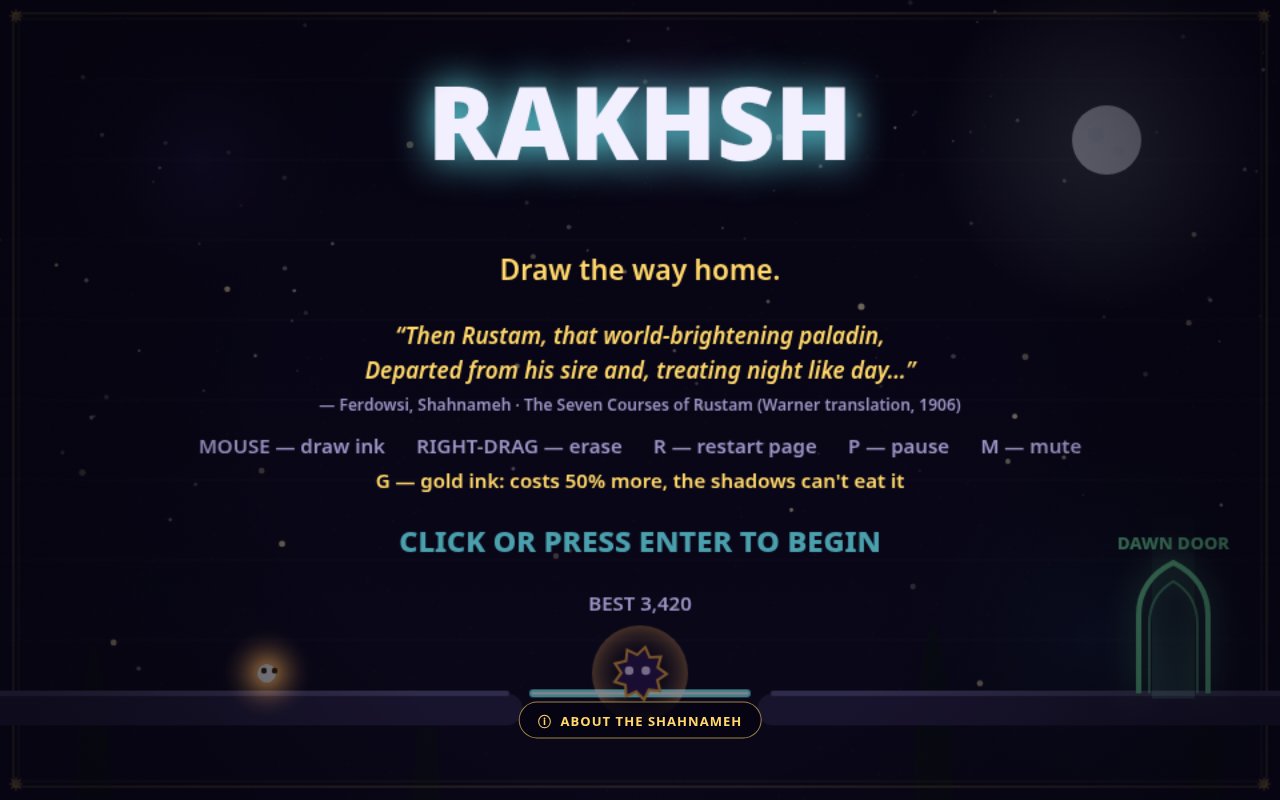 RAKHSH
Draw the way home.
“Then Rustam, that world-brightening paladin,
Departed from his sire and, treating night like day…”
— Ferdowsi, Shahnameh · The Seven Courses of Rustam (Warner translation, 1906)
MOUSE — draw ink RIGHT-DRAG — erase R — restart page P — pause M — mute
G — gold ink: costs 50% more, the shadows can't eat it
CLICK OR PRESS ENTER TO BEGIN
DAWN DOOR
BEST 3,420
ⓘ ABOUT THE SHAHNAMEH